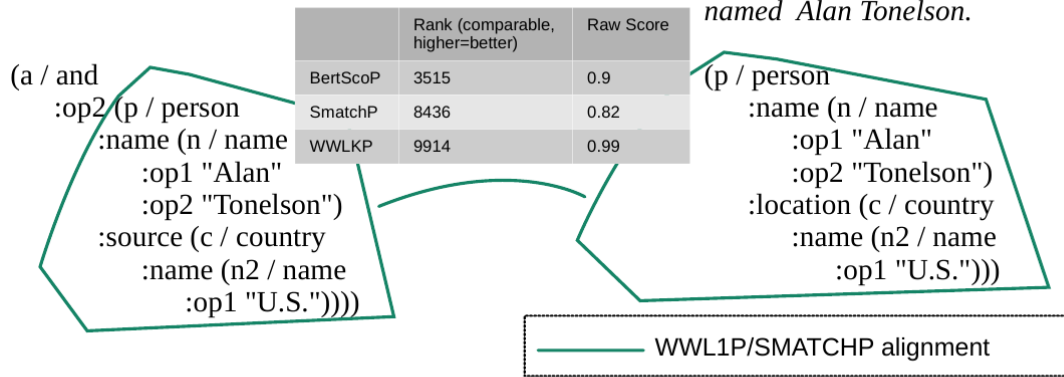 named Alan Tonelson.
Rank (comparable, higher=better) Raw Score
BertScoP 3515 0.9
SmatchP 8436 0.82
WWLKP 9914 0.99
(a / and
:op2 (p / person
:name (n / name
:op1 "Alan"
:op2 "Tonelson")
:source (c / country
:name (n2 / name
:op1 "U.S."))))
(p / person
:name (n / name
:op1 "Alan"
:op2 "Tonelson")
:location (c / country
:name (n2 / name
:op1 "U.S.")))
WWL1P/SMATCHP alignment